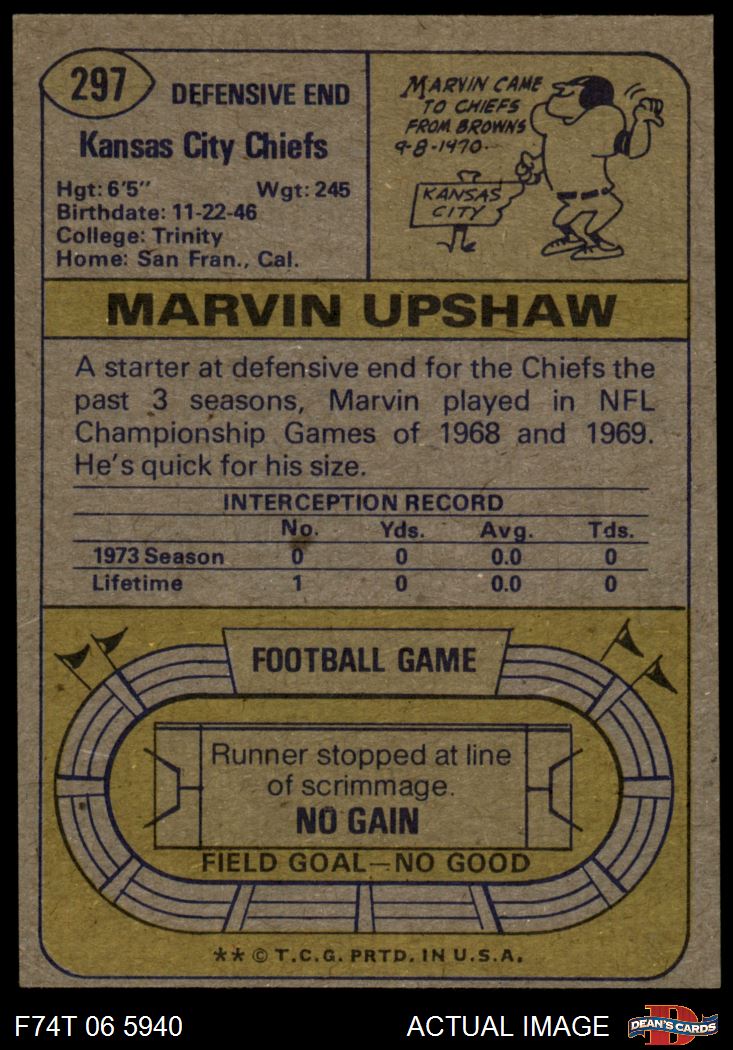 297
DEFENSIVE END
Kansas City Chiefs
Hgt: 6'5" Wgt: 245
Birthdate: 11-22-46
College: Trinity
Home: San Fran., Cal.
MARVIN CAME
TO CHIEFS
FROM BROWNS
9-8-1970.
KANSAS
CITY
MARVIN UPSHAW
A starter at defensive end for the Chiefs the
past 3 seasons, Marvin played in NFL
Championship Games of 1968 and 1969.
He's quick for his size.
INTERCEPTION RECORD
No. Yds. Avg. Tds.
1973 Season 0 0 0.0 0
Lifetime 1 0 0.0 0
FOOTBALL GAME
Runner stopped at line
of scrimmage.
NO GAIN
FIELD GOAL—NO GOOD
** © T.C.G. PRTD. IN U.S.A.
F74T 06 5940 ACTUAL IMAGE
D
DEAN'S CARDS